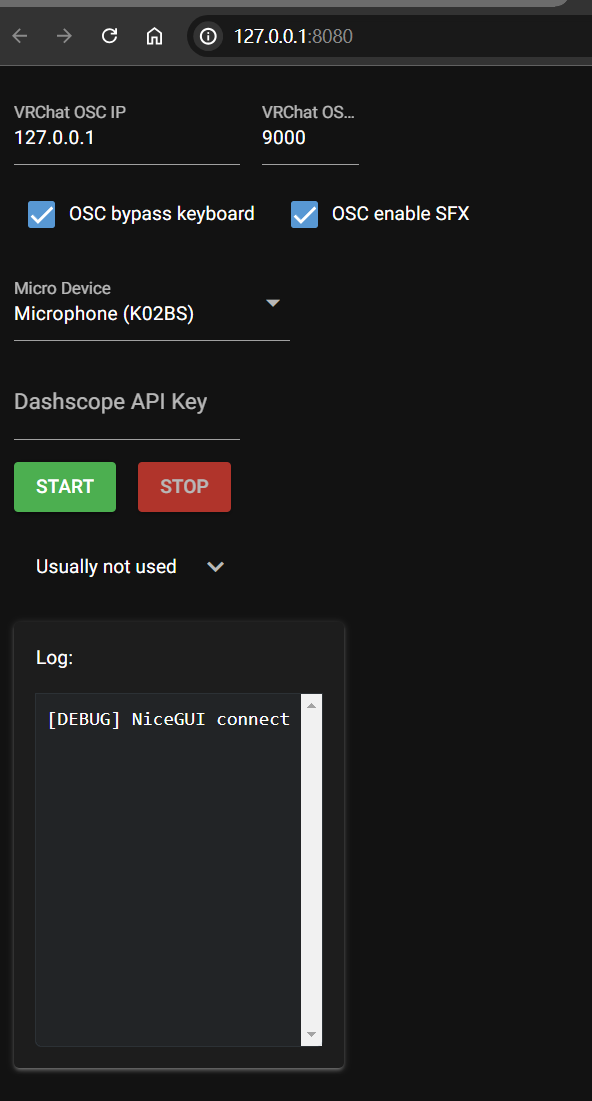 127.0.0.1:8080
VRChat OSC IP
VRChat OS...
127.0.0.1
9000
OSC bypass keyboard
OSC enable SFX
Micro Device
Microphone (K02BS)
Dashscope API Key
START
STOP
Usually not used
Log:
[DEBUG] NiceGUI connect